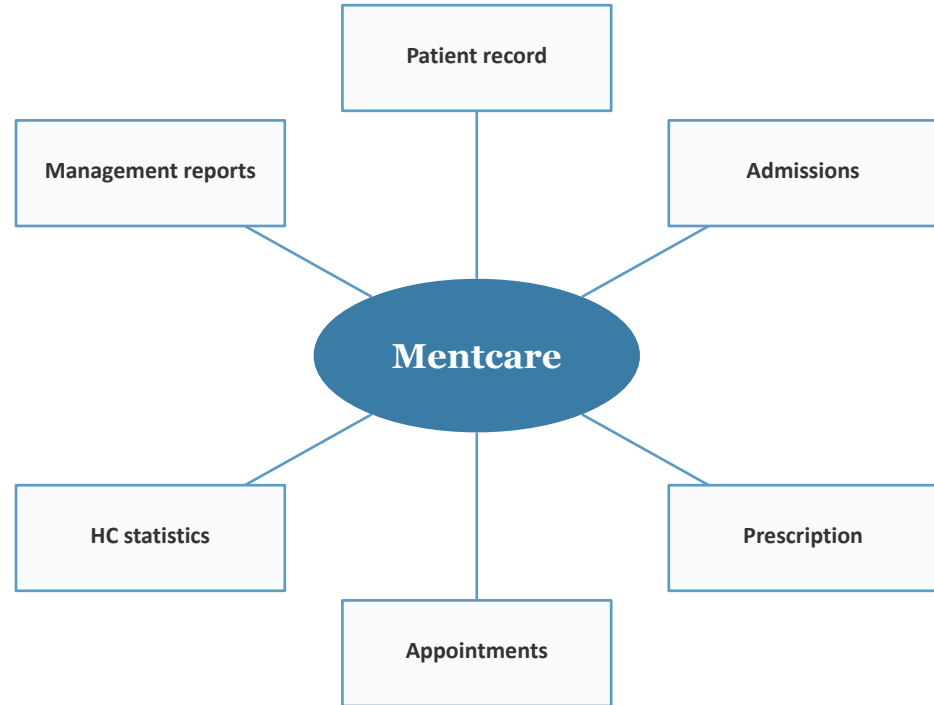 Patient record
Management reports
Admissions
Mentcare
HC statistics
Prescription
Appointments